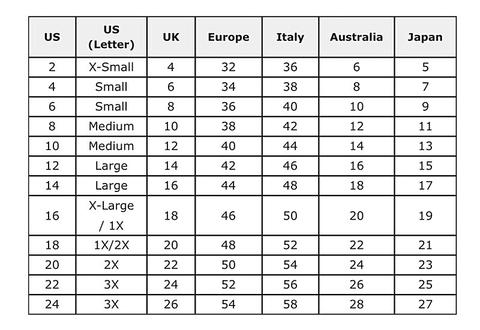 US US (Letter) UK Europe Italy Australia Japan
2 X-Small 4 32 36 6 5
4 Small 6 34 38 8 7
6 Small 8 36 40 10 9
8 Medium 10 38 42 12 11
10 Medium 12 40 44 14 13
12 Large 14 42 46 16 15
14 Large 16 44 48 18 17
16 X-Large / 1X 18 46 50 20 19
18 1X/2X 20 48 52 22 21
20 2X 22 50 54 24 23
22 3X 24 52 56 26 25
24 3X 26 54 58 28 27